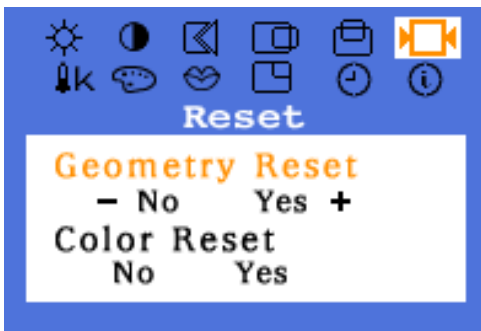 K
Reset
Geometry Reset
- No Yes +
Color Reset
No Yes